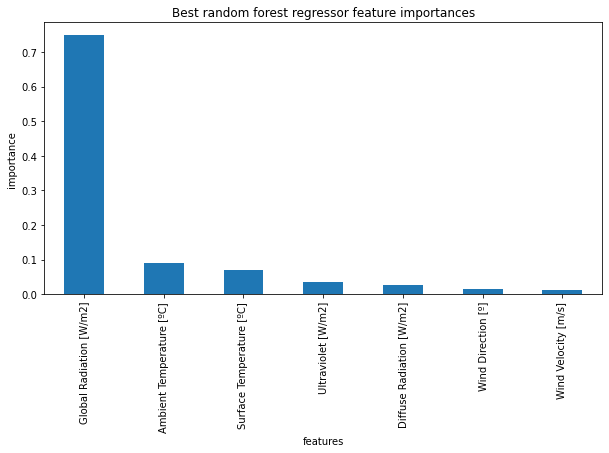 Best random forest regressor feature importances
importance
0.7
0.6
0.5
0.4
0.3
0.2
0.1
0.0
Global Radiation [W/m2]
Ambient Temperature [ºC]
Surface Temperature [ºC]
Ultraviolet [W/m2]
Diffuse Radiation [W/m2]
Wind Direction [º]
Wind Velocity [m/s]
features